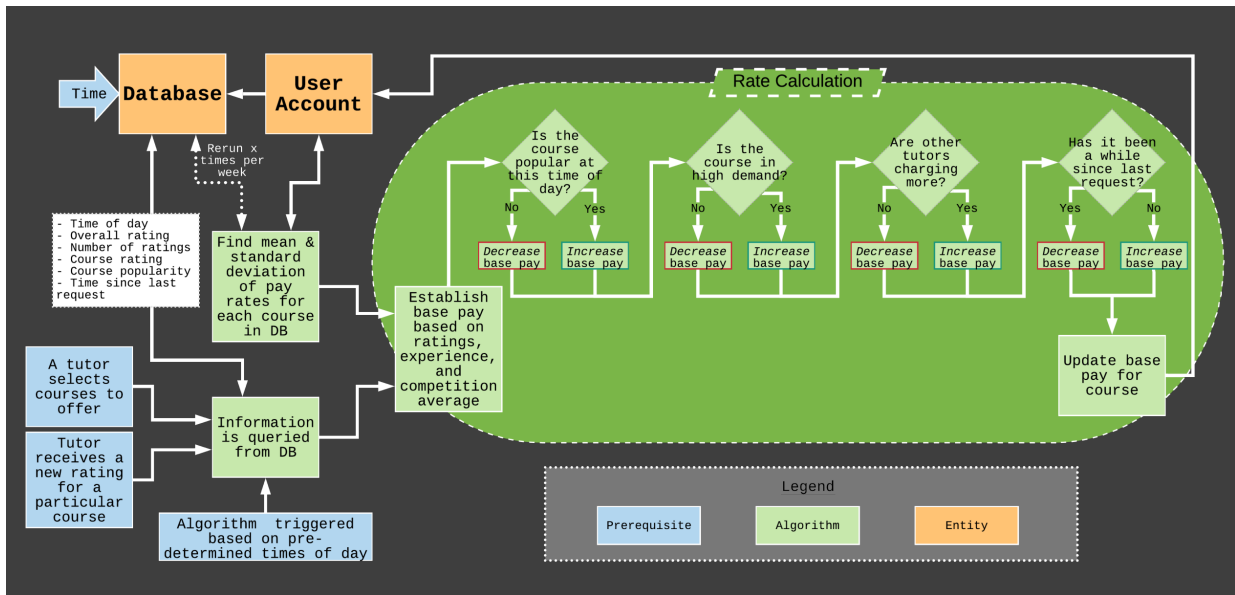 Time
Database
User
Account
Rerun x
times per
week
- Time of day
- Overall rating
- Number of ratings
- Course rating
- Course popularity
- Time since last
request
Find mean &
standard
deviation
of pay
rates for
each course
in DB
A tutor
selects
courses to
offer
Tutor
receives a
new rating
for a
particular
course
Information
is queried
from DB
Algorithm triggered
based on pre-
determined times of day
Rate Calculation
Establish
base pay
based on
ratings,
experience,
and
competition
average
Is the
course
popular at
this time of
day?
No
Yes
Decrease
base pay
Increase
base pay
Is the
course in
high demand?
No
Yes
Decrease
base pay
Increase
base pay
Are other
tutors
charging
more?
No
Yes
Decrease
base pay
Increase
base pay
Has it been
a while
since last
request?
Yes
No
Decrease
base pay
Increase
base pay
Update base
pay for
course
Legend
Prerequisite
Algorithm
Entity